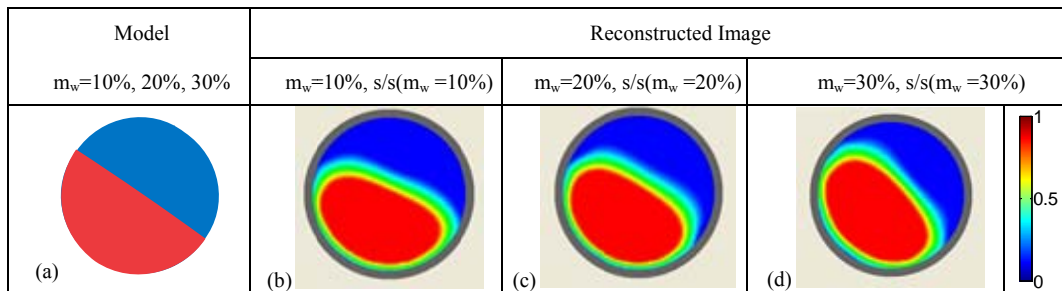 Model
Reconstructed Image
m_w=10%, 20%, 30%
m_w=10%, s/s(m_w =10%)
m_w=20%, s/s(m_w =20%)
m_w=30%, s/s(m_w =30%)
(a)
(b)
(c)
(d)
1
0.5
0